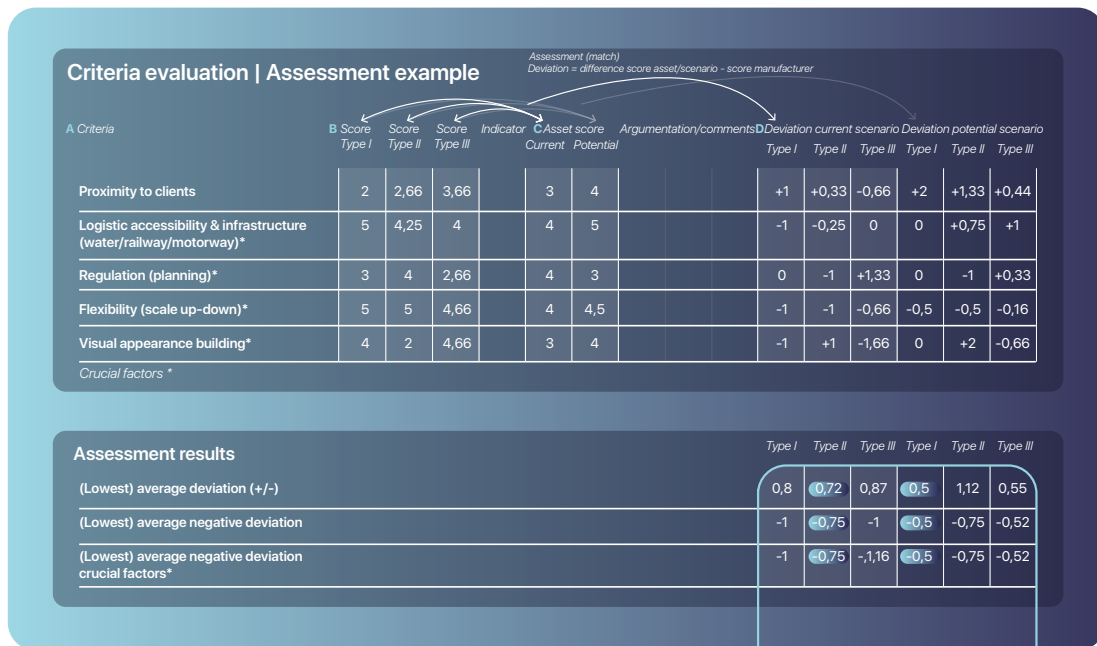 Assessment (match)
Deviation = difference score asset/scenario - score manufacturer
Criteria evaluation | Assessment example
A Criteria B Score Score Score Indicator C Asset score Argumentation/comments D Deviation current scenario Deviation potential scenario
Type I Type II Type III Current Potential Type I Type II Type III Type I Type II Type III
Proximity to clients 2 2,66 3,66 3 4 +1 +0,33 -0,66 +2 +1,33 +0,44
Logistic accessibility & infrastructure
(water/railway/motorway)* 5 4,25 4 4 5 -1 -0,25 0 0 +0,75 +1
Regulation (planning)* 3 4 2,66 4 3 0 -1 +1,33 0 -1 +0,33
Flexibility (scale up-down)* 5 5 4,66 4 4,5 -1 -1 -0,66 -0,5 -0,5 -0,16
Visual appearance building* 4 2 4,66 3 4 -1 +1 -1,66 0 +2 -0,66
Crucial factors *
Assessment results Type I Type II Type III Type I Type II Type III
(Lowest) average deviation (+/-) 0,8 0,72 0,87 0,5 1,12 0,55
(Lowest) average negative deviation -1 -0,75 -1 -0,5 -0,75 -0,52
(Lowest) average negative deviation
crucial factors* -1 -0,75 -,1,16 -0,5 -0,75 -0,52